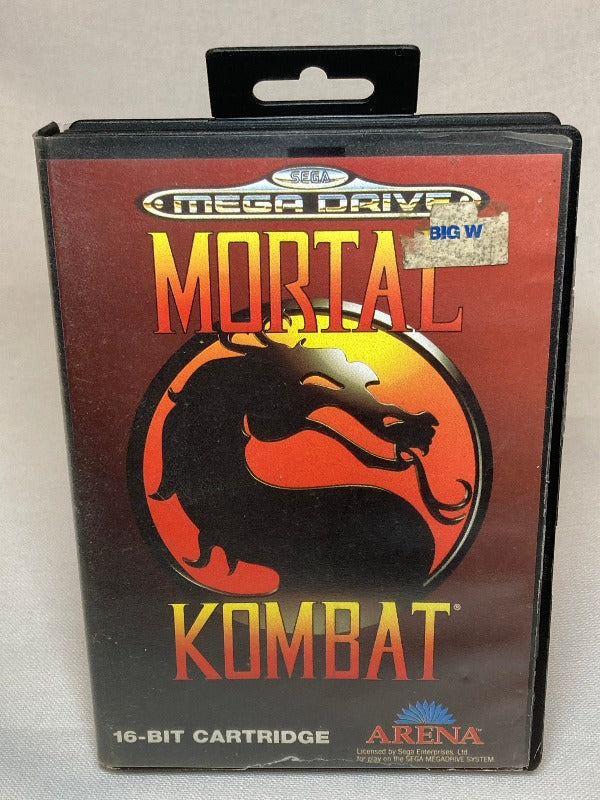 SEGA
MEGA DRIVE
BIG W
MORTAL
KOMBAT®
16-BIT CARTRIDGE
ARENA
Licensed by Sega Enterprises, Ltd.
for play on the SEGA MEGADRIVE SYSTEM.